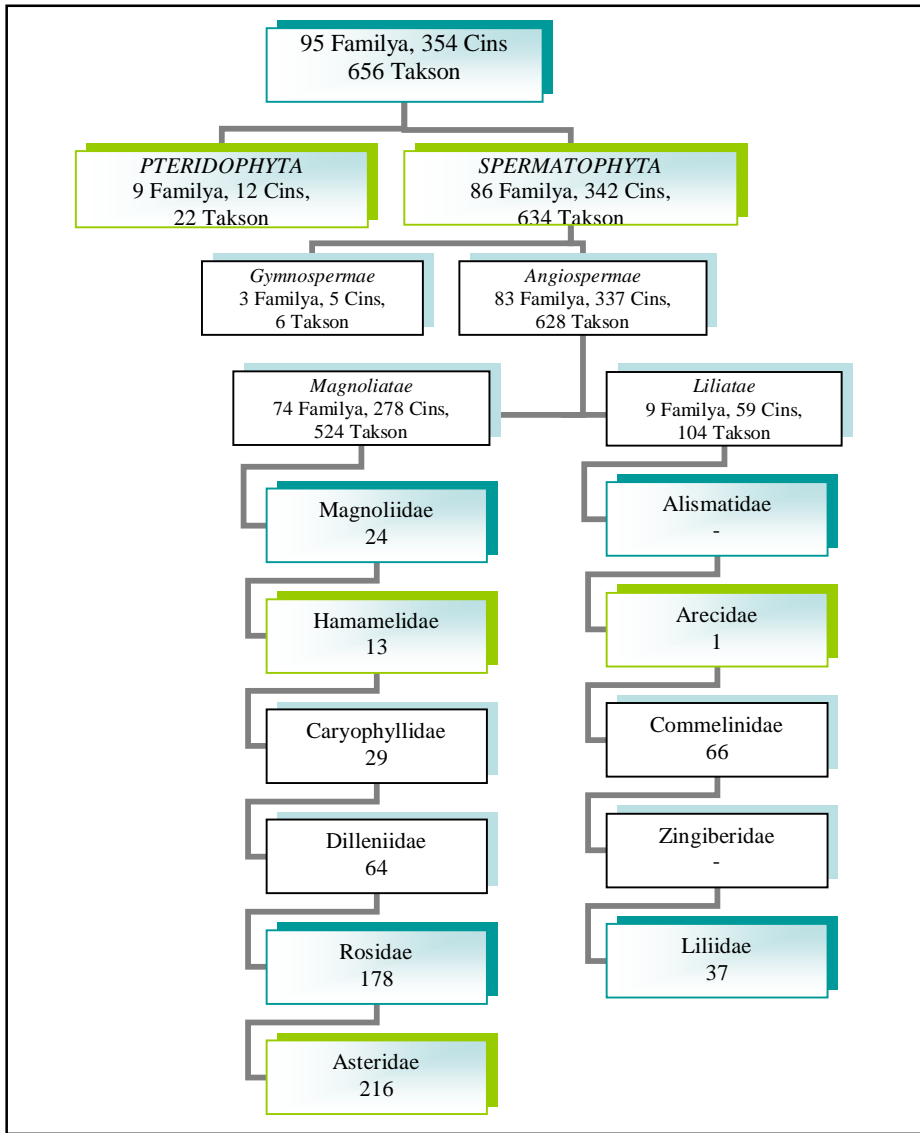 95 Familya, 354 Cins
656 Takson
PTERIDOPHYTA
9 Familya, 12 Cins,
22 Takson
SPERMATOPHYTA
86 Familya, 342 Cins,
634 Takson
Gymnospermae
3 Familya, 5 Cins,
6 Takson
Angiospermae
83 Familya, 337 Cins,
628 Takson
Magnoliatae
74 Familya, 278 Cins,
524 Takson
Liliatae
9 Familya, 59 Cins,
104 Takson
Magnoliidae
24
Hamamelidae
13
Caryophyllidae
29
Dilleniidae
64
Rosidae
178
Asteridae
216
Alismatidae
-
Arecidae
1
Commelinidae
66
Zingiberidae
-
Liliidae
37